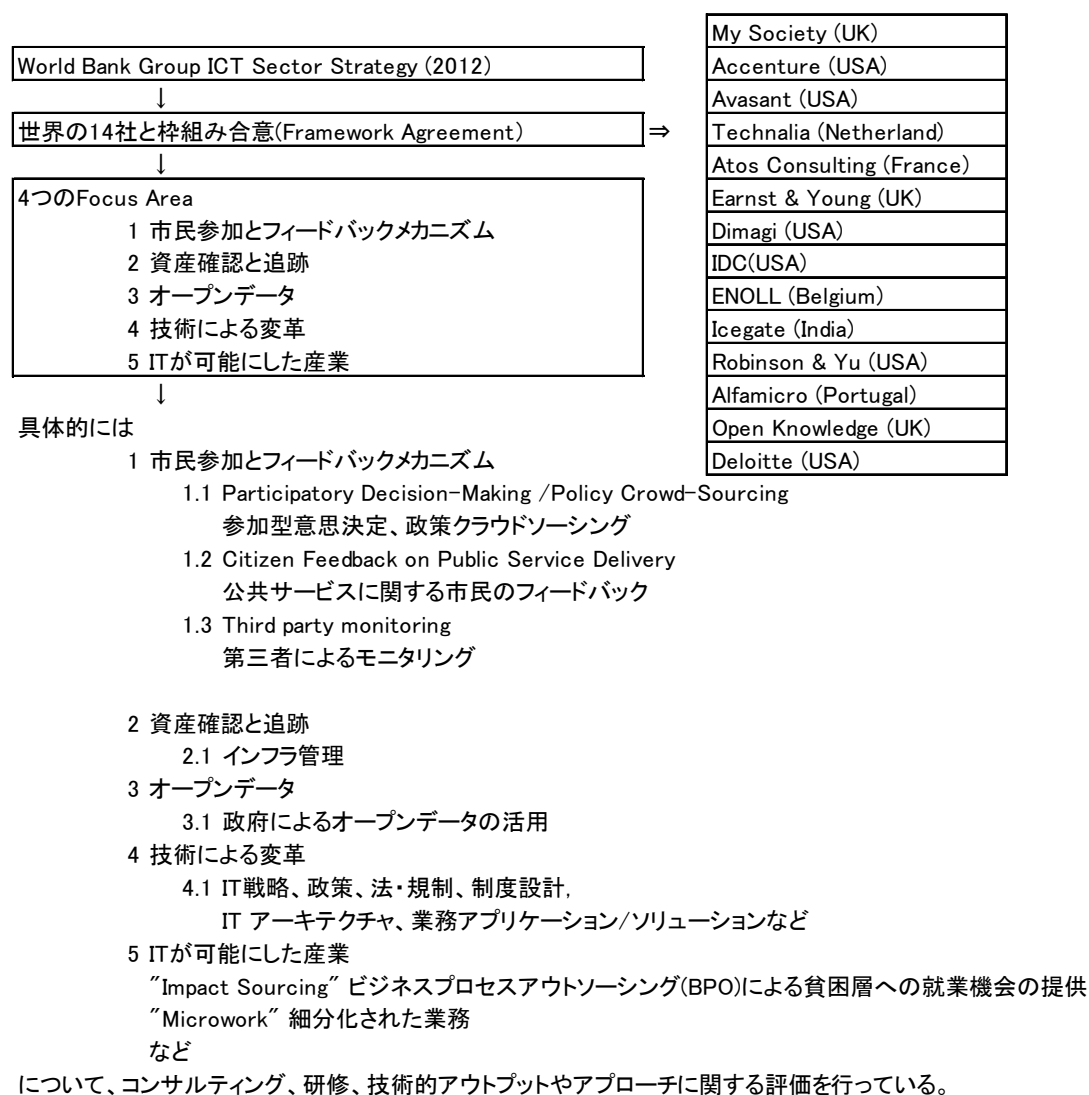 World Bank Group ICT Sector Strategy (2012)
↓
世界の14社と枠組み合意(Framework Agreement)
⇒
↓
4つのFocus Area
1 市民参加とフィードバックメカニズム
2 資産確認と追跡
3 オープンデータ
4 技術による変革
5 ITが可能にした産業
↓
My Society (UK)
Accenture (USA)
Avasant (USA)
Technalia (Netherland)
Atos Consulting (France)
Earnst & Young (UK)
Dimagi (USA)
IDC(USA)
ENOLL (Belgium)
Icegate (India)
Robinson & Yu (USA)
Alfamicro (Portugal)
Open Knowledge (UK)
Deloitte (USA)
具体的には
1 市民参加とフィードバックメカニズム
1.1 Participatory Decision-Making /Policy Crowd-Sourcing
参加型意思決定、政策クラウドソーシング
1.2 Citizen Feedback on Public Service Delivery
公共サービスに関する市民のフィードバック
1.3 Third party monitoring
第三者によるモニタリング
2 資産確認と追跡
2.1 インフラ管理
3 オープンデータ
3.1 政府によるオープンデータの活用
4 技術による変革
4.1 IT戦略、政策、法・規制、制度設計,
IT アーキテクチャ、業務アプリケーション/ソリューションなど
5 ITが可能にした産業
"Impact Sourcing" ビジネスプロセスアウトソーシング(BPO)による貧困層への就業機会の提供
"Microwork" 細分化された業務
など
について、コンサルティング、研修、技術的アウトプットやアプローチに関する評価を行っている。